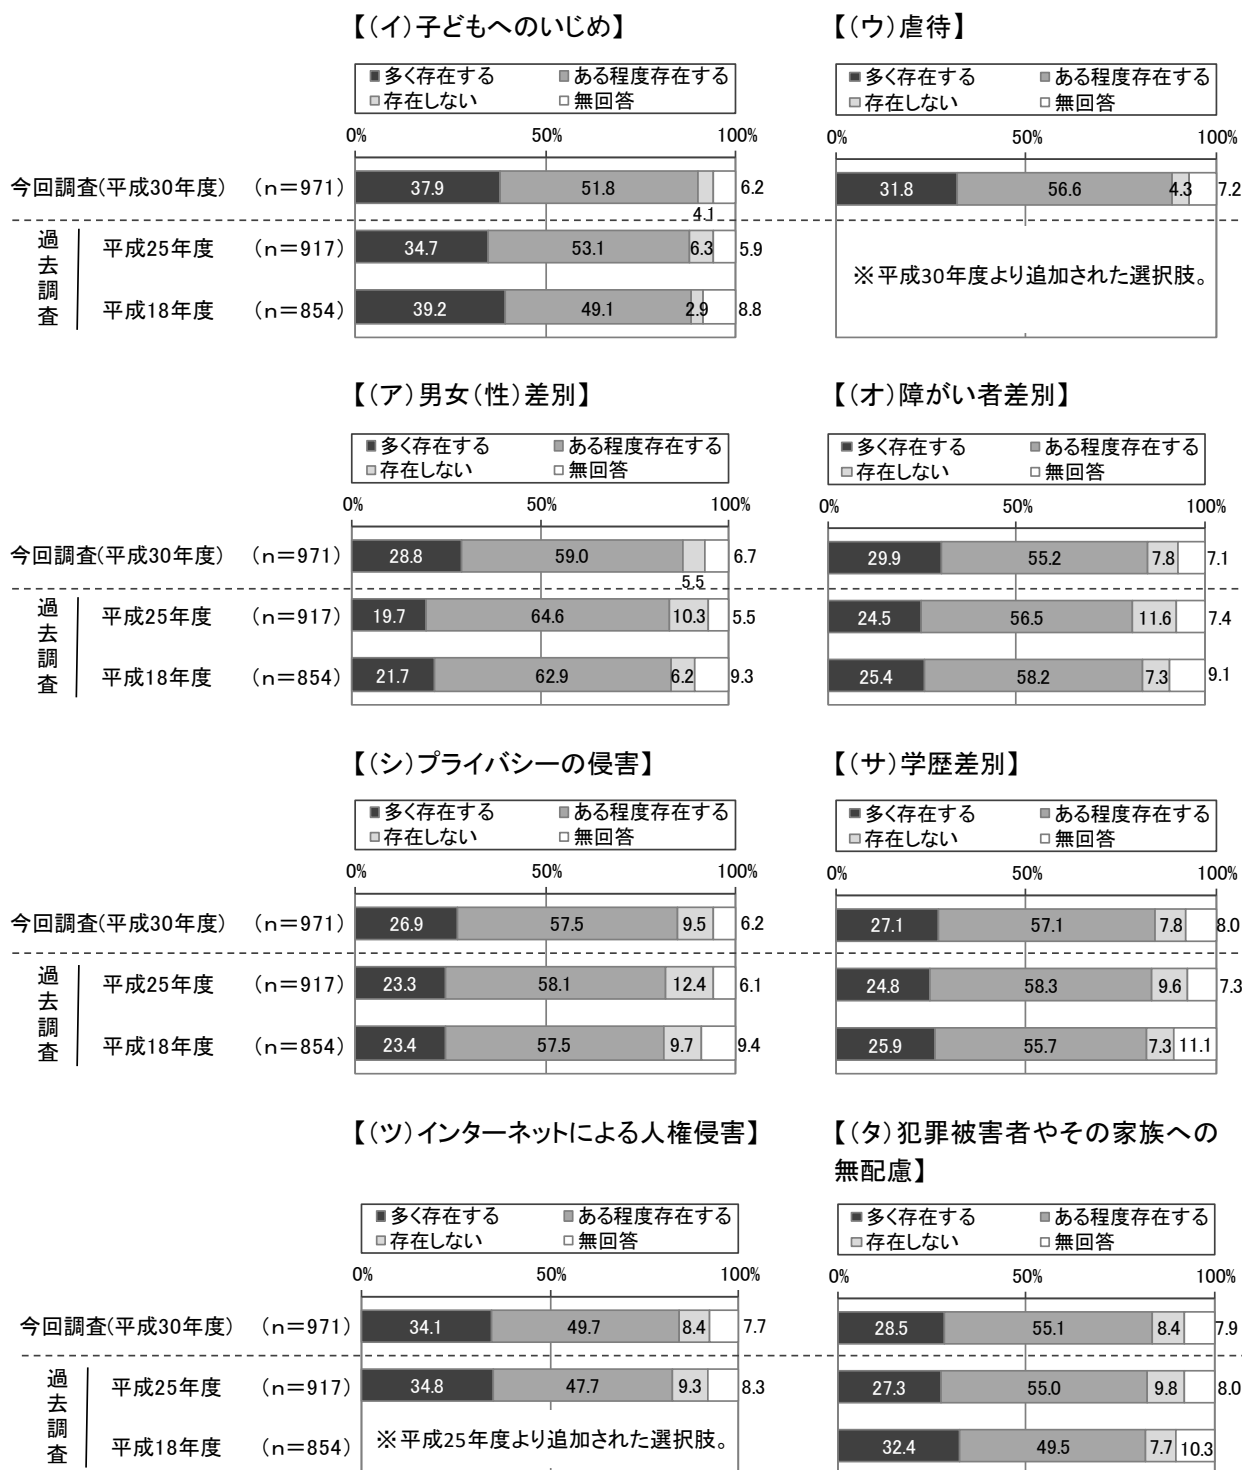 【(イ)子どもへのいじめ】
多く存在する ある程度存在する
存在しない 無回答
0% 50% 100%
今回調査(平成30年度) (n=971) 37.9 51.8 4.1 6.2
過去調査
平成25年度 (n=917) 34.7 53.1 6.3 5.9
平成18年度 (n=854) 39.2 49.1 2.9 8.8
【(ウ)虐待】
多く存在する ある程度存在する
存在しない 無回答
0% 50% 100%
31.8 56.6 4.3 7.2
※平成30年度より追加された選択肢。
【(ア)男女(性)差別】
多く存在する ある程度存在する
存在しない 無回答
0% 50% 100%
今回調査(平成30年度) (n=971) 28.8 59.0 5.5 6.7
過去調査
平成25年度 (n=917) 19.7 64.6 10.3 5.5
平成18年度 (n=854) 21.7 62.9 6.2 9.3
【(オ)障がい者差別】
多く存在する ある程度存在する
存在しない 無回答
0% 50% 100%
29.9 55.2 7.8 7.1
24.5 56.5 11.6 7.4
25.4 58.2 7.3 9.1
【(シ)プライバシーの侵害】
多く存在する ある程度存在する
存在しない 無回答
0% 50% 100%
今回調査(平成30年度) (n=971) 26.9 57.5 9.5 6.2
過去調査
平成25年度 (n=917) 23.3 58.1 12.4 6.1
平成18年度 (n=854) 23.4 57.5 9.7 9.4
【(サ)学歴差別】
多く存在する ある程度存在する
存在しない 無回答
0% 50% 100%
27.1 57.1 7.8 8.0
24.8 58.3 9.6 7.3
25.9 55.7 7.3 11.1
【(ツ)インターネットによる人権侵害】
多く存在する ある程度存在する
存在しない 無回答
0% 50% 100%
今回調査(平成30年度) (n=971) 34.1 49.7 8.4 7.7
過去調査
平成25年度 (n=917) 34.8 47.7 9.3 8.3
平成18年度 (n=854) ※平成25年度より追加された選択肢。
【(タ)犯罪被害者やその家族への
無配慮】
多く存在する ある程度存在する
存在しない 無回答
0% 50% 100%
28.5 55.1 8.4 7.9
27.3 55.0 9.8 8.0
32.4 49.5 7.7 10.3